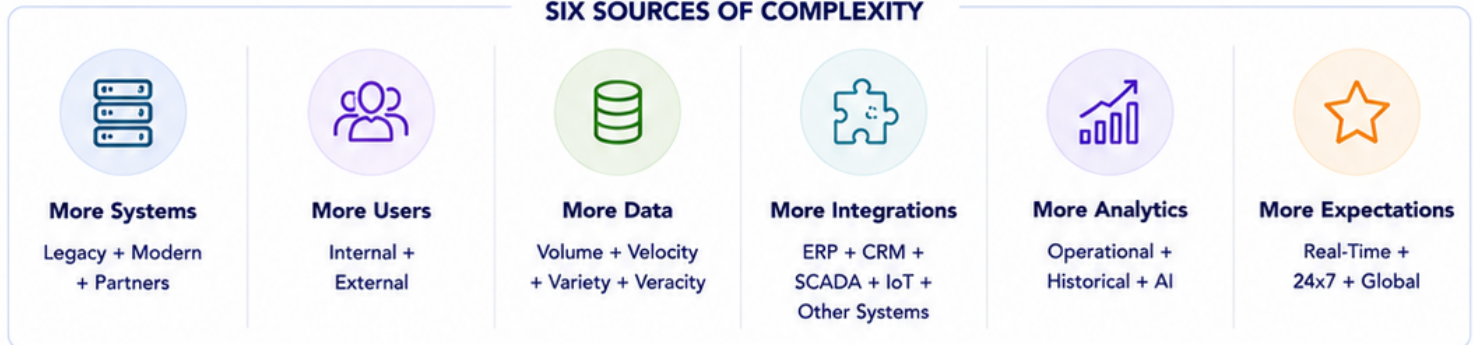 SIX SOURCES OF COMPLEXITY
More Systems
Legacy + Modern
+ Partners
More Users
Internal +
External
More Data
Volume + Velocity
+ Variety + Veracity
More Integrations
ERP + CRM +
SCADA + IoT +
Other Systems
More Analytics
Operational +
Historical + AI
More Expectations
Real-Time +
24x7 + Global